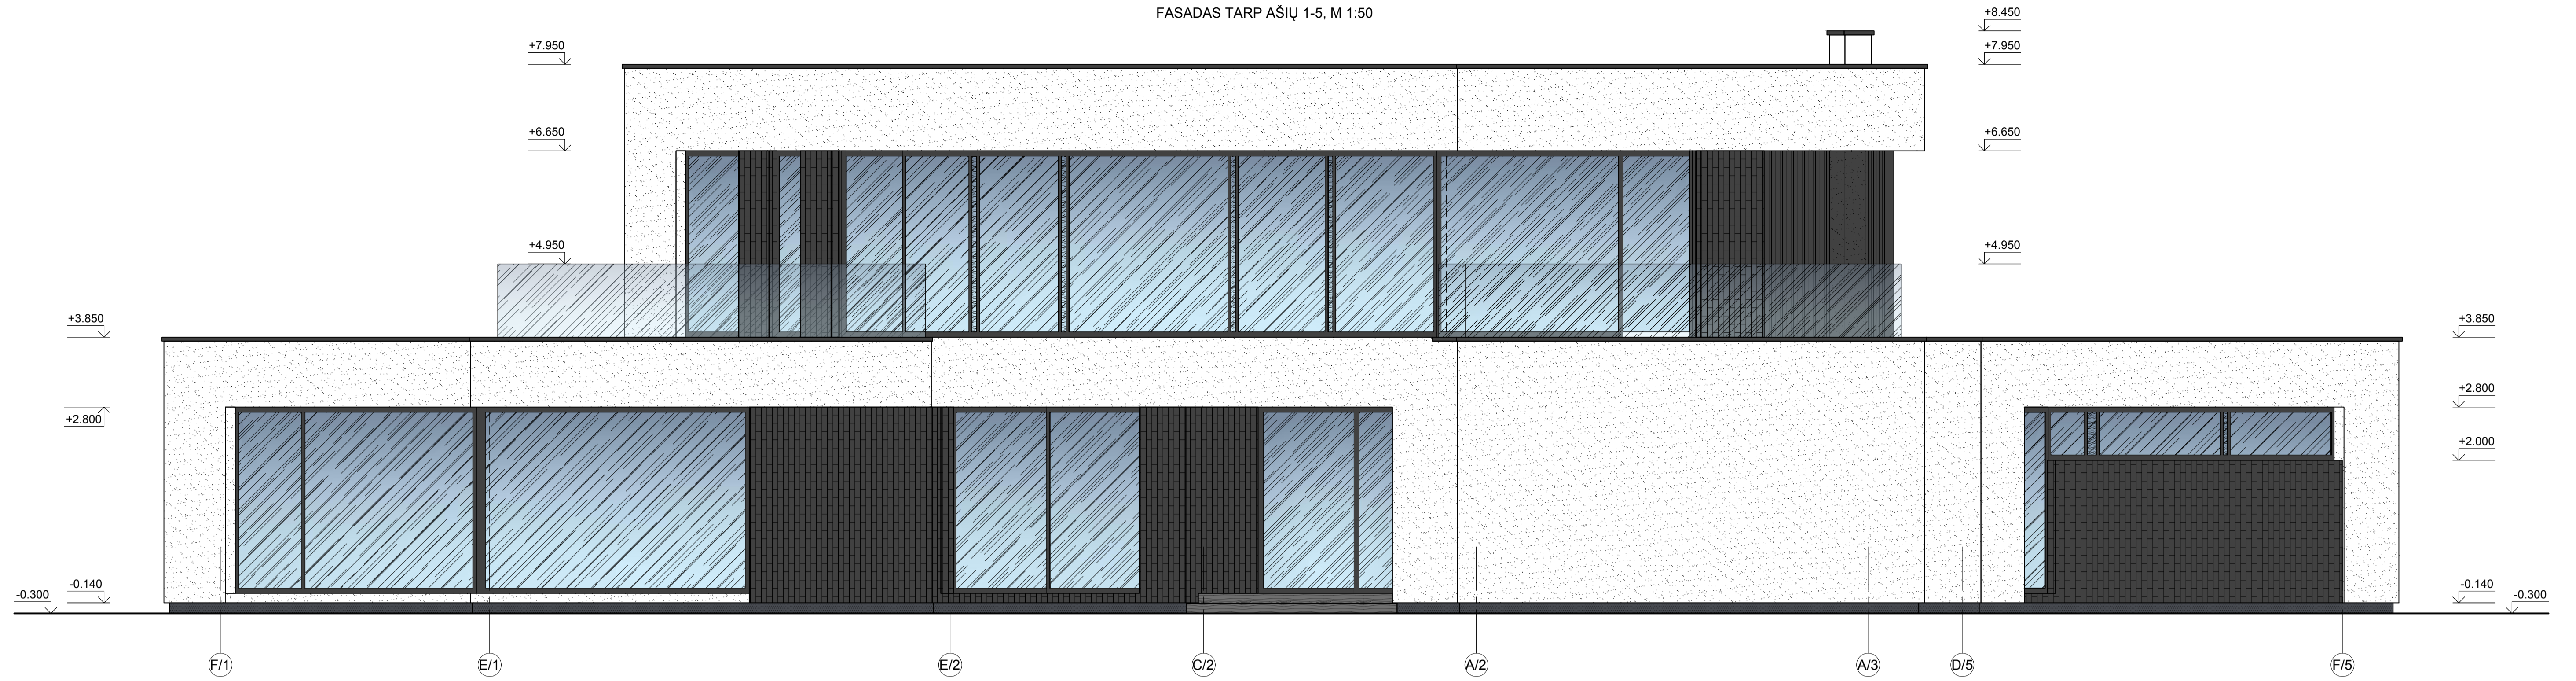 FASADAS TARP AŠIŲ 1-5, M 1:50
+8.450
+7.950
+7.950
+6.650
+6.650
+4.950
+4.950
+3.850
+3.850
+2.800
+2.800
+2.000
-0.140
-0.140
-0.300
-0.300
F/1
E/1
E/2
C/2
A/2
A/3
D/5
F/5